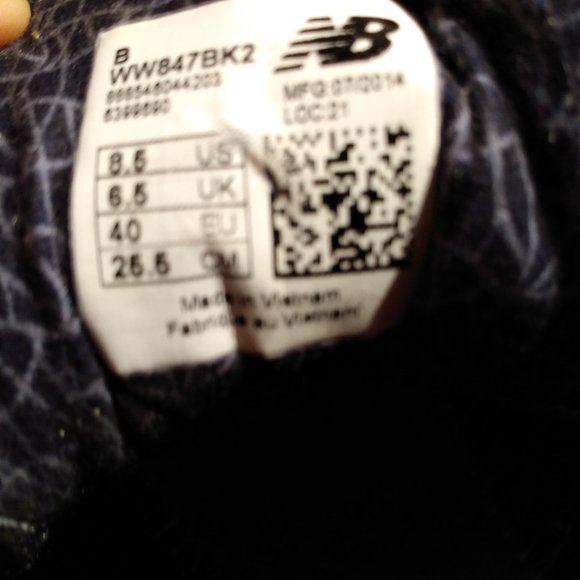 B
WW847BK2
NB
MFG:07/2014
LOC:21
8.5 US
6.5 UK
40 EU
25.5 CM
Made in Vietnam
Fabriqué au Vietnam